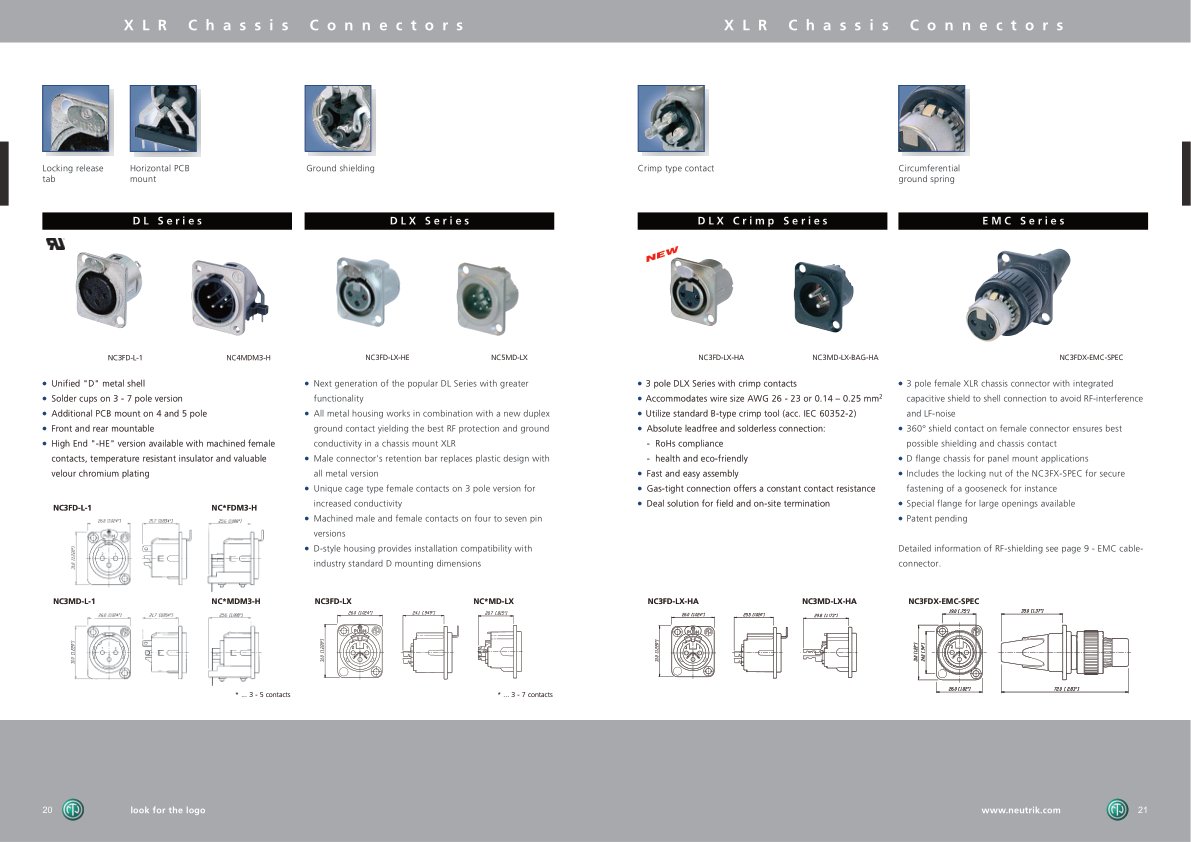 XLR Chassis Connectors
XLR Chassis Connectors
Locking release
tab
Horizontal PCB
mount
Ground shielding
Crimp type contact
Circumferential
ground spring
DL Series
NC3FD-L-1
NC4MDM3-H
• Unified "D" metal shell
• Solder cups on 3 - 7 pole version
• Additional PCB mount on 4 and 5 pole
• Front and rear mountable
• High End "-HE" version available with machined female
contacts, temperature resistant insulator and valuable
velour chromium plating
NC3FD-L-1
NC*FDM3-H
NC3MD-L-1
NC*MDM3-H
* ... 3 - 5 contacts
DLX Series
NC3FD-LX-HE
NC5MD-LX
• Next generation of the popular DL Series with greater
functionality
• All metal housing works in combination with a new duplex
ground contact yielding the best RF protection and ground
conductivity in a chassis mount XLR
• Male connector's retention bar replaces plastic design with
all metal version
• Unique cage type female contacts on 3 pole version for
increased conductivity
• Machined male and female contacts on four to seven pin
versions
• D-style housing provides installation compatibility with
industry standard D mounting dimensions
NC3FD-LX
NC*MD-LX
* ... 3 - 7 contacts
DLX Crimp Series
NEW
NC3FD-LX-HA
NC3MD-LX-BAG-HA
• 3 pole DLX Series with crimp contacts
• Accommodates wire size AWG 26 - 23 or 0.14 – 0.25 mm2
• Utilize standard B-type crimp tool (acc. IEC 60352-2)
• Absolute leadfree and solderless connection:
- RoHs compliance
- health and eco-friendly
• Fast and easy assembly
• Gas-tight connection offers a constant contact resistance
• Deal solution for field and on-site termination
NC3FD-LX-HA
NC3MD-LX-HA
EMC Series
NC3FDX-EMC-SPEC
• 3 pole female XLR chassis connector with integrated
capacitive shield to shell connection to avoid RF-interference
and LF-noise
• 360° shield contact on female connector ensures best
possible shielding and chassis contact
• D flange chassis for panel mount applications
• Includes the locking nut of the NC3FX-SPEC for secure
fastening of a gooseneck for instance
• Special flange for large openings available
• Patent pending
Detailed information of RF-shielding see page 9 - EMC cable-
connector.
NC3FDX-EMC-SPEC
20
look for the logo
www.neutrik.com
21